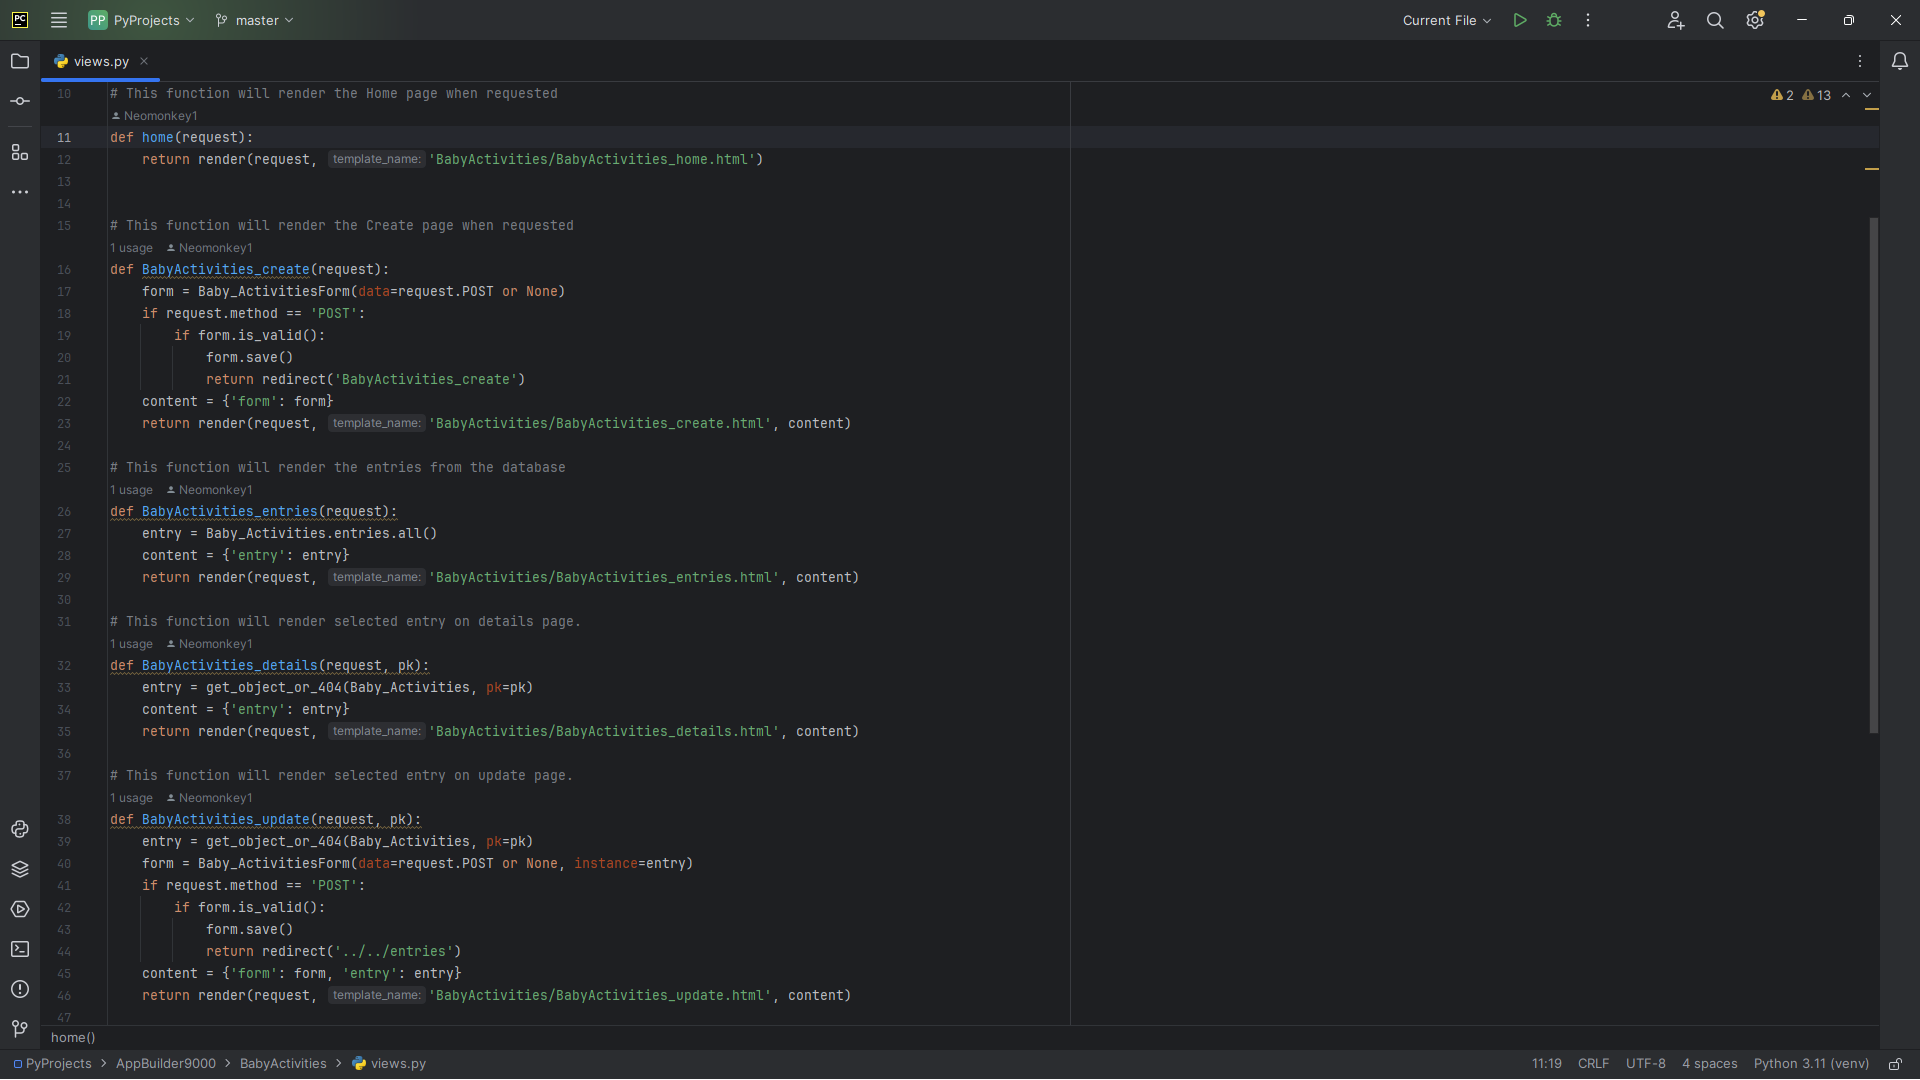 PC
PP PyProjects master Current File
views.py
2 13
10 # This function will render the Home page when requested
Neomonkey1
11 def home(request):
12     return render(request, template_name: 'BabyActivities/BabyActivities_home.html')
13
14
15 # This function will render the Create page when requested
1 usage Neomonkey1
16 def BabyActivities_create(request):
17     form = Baby_ActivitiesForm(data=request.POST or None)
18     if request.method == 'POST':
19         if form.is_valid():
20             form.save()
21             return redirect('BabyActivities_create')
22     content = {'form': form}
23     return render(request, template_name: 'BabyActivities/BabyActivities_create.html', content)
24
25 # This function will render the entries from the database
1 usage Neomonkey1
26 def BabyActivities_entries(request):
27     entry = Baby_Activities.entries.all()
28     content = {'entry': entry}
29     return render(request, template_name: 'BabyActivities/BabyActivities_entries.html', content)
30
31 # This function will render selected entry on details page.
1 usage Neomonkey1
32 def BabyActivities_details(request, pk):
33     entry = get_object_or_404(Baby_Activities, pk=pk)
34     content = {'entry': entry}
35     return render(request, template_name: 'BabyActivities/BabyActivities_details.html', content)
36
37 # This function will render selected entry on update page.
1 usage Neomonkey1
38 def BabyActivities_update(request, pk):
39     entry = get_object_or_404(Baby_Activities, pk=pk)
40     form = Baby_ActivitiesForm(data=request.POST or None, instance=entry)
41     if request.method == 'POST':
42         if form.is_valid():
43             form.save()
44             return redirect('../../entries')
45     content = {'form': form, 'entry': entry}
46     return render(request, template_name: 'BabyActivities/BabyActivities_update.html', content)
47
home()
PyProjects > AppBuilder9000 > BabyActivities > views.py 11:19 CRLF UTF-8 4 spaces Python 3.11 (venv)